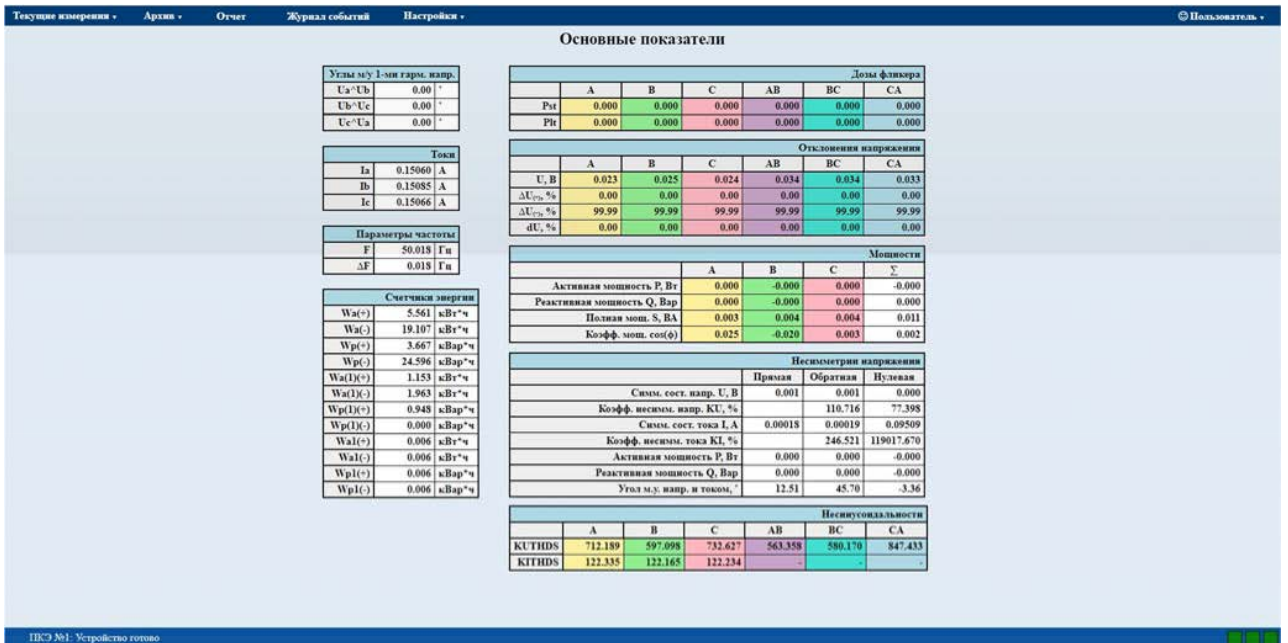 Текущие измерения Архив Отчет Журнал событий Настройки Пользователь
Основные показатели
Углы м/у 1-ми гарм. напр.
Ua^Ub 0.00 °
Ub^Uc 0.00 °
Uc^Ua 0.00 °
Токи
Ia 0.15060 А
Ib 0.15085 А
Ic 0.15066 А
Параметры частоты
F 50.018 Гц
ΔF 0.018 Гц
Счетчики энергии
Wa(+) 5.561 кВт*ч
Wa(-) 19.107 кВт*ч
Wp(+) 3.667 кВар*ч
Wp(-) 24.596 кВар*ч
Wa(1)(+) 1.153 кВт*ч
Wa(1)(-) 1.963 кВт*ч
Wp(1)(+) 0.948 кВар*ч
Wp(1)(-) 0.000 кВар*ч
Wa1(+) 0.006 кВт*ч
Wa1(-) 0.006 кВт*ч
Wp1(+) 0.006 кВар*ч
Wp1(-) 0.006 кВар*ч
Дозы фликера
A B C AB BC CA
Pst 0.000 0.000 0.000 0.000 0.000 0.000
Plt 0.000 0.000 0.000 0.000 0.000 0.000
Отклонения напряжения
A B C AB BC CA
U, В 0.023 0.025 0.024 0.034 0.034 0.033
ΔU, % 0.00 0.00 0.00 0.00 0.00 0.00
ΔU, % 99.99 99.99 99.99 99.99 99.99 99.99
dU, % 0.00 0.00 0.00 0.00 0.00 0.00
Мощности
A B C Σ
Активная мощность P, Вт 0.000 -0.000 0.000 -0.000
Реактивная мощность Q, Вар 0.000 -0.000 0.000 0.000
Полная мощ. S, ВА 0.003 0.004 0.004 0.011
Коэфф. мощ. cos(ϕ) 0.025 -0.020 0.003 0.002
Несимметрия напряжения
Прямая Обратная Нулевая
Симм. сост. напр. U, В 0.001 0.001 0.000
Коэфф. несимм. напр. KU, % 110.716 77.398
Симм. сост. тока I, А 0.00018 0.00019 0.09509
Коэфф. несимм. тока KI, % 246.521 119017.670
Активная мощность P, Вт 0.000 0.000 -0.000
Реактивная мощность Q, Вар 0.000 0.000 -0.000
Угол м.у. напр. и током, ° 12.51 45.70 -3.36
Несинусоидальности
A B C AB BC CA
KUTHDS 712.189 597.098 732.627 563.358 580.170 847.433
KITHDS 122.335 122.165 122.234 - - -
ПКЭ №1: Устройство готово